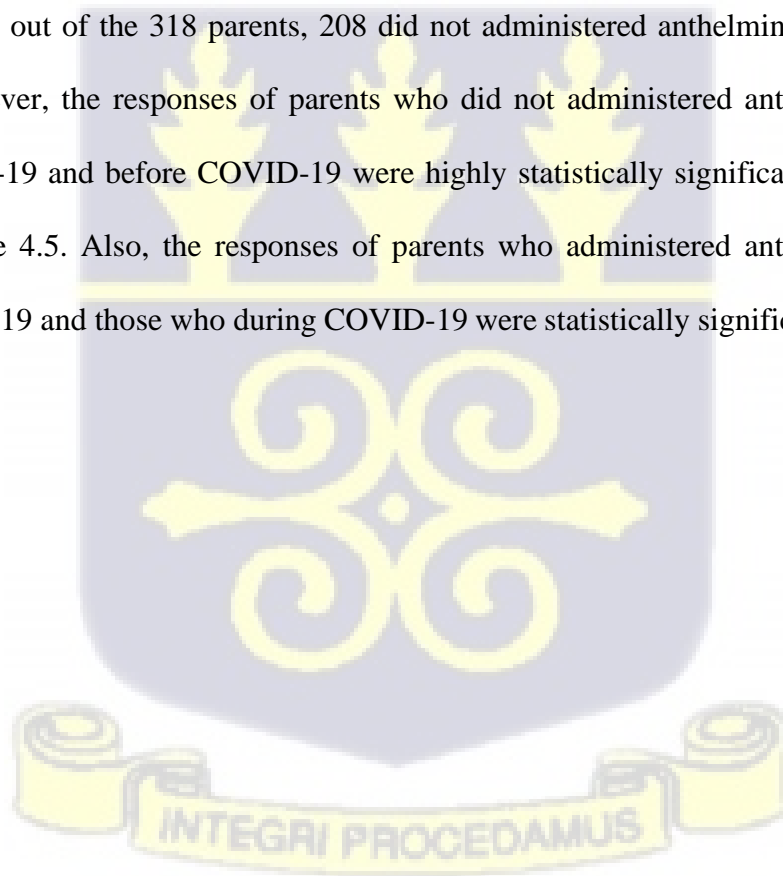 out of the 318 parents, 208 did not administered anthelmin
ver, the responses of parents who did not administered ant
-19 and before COVID-19 were highly statistically significa
e 4.5. Also, the responses of parents who administered ant
19 and those who during COVID-19 were statistically signifi
INTEGRI PROCEDAMUS